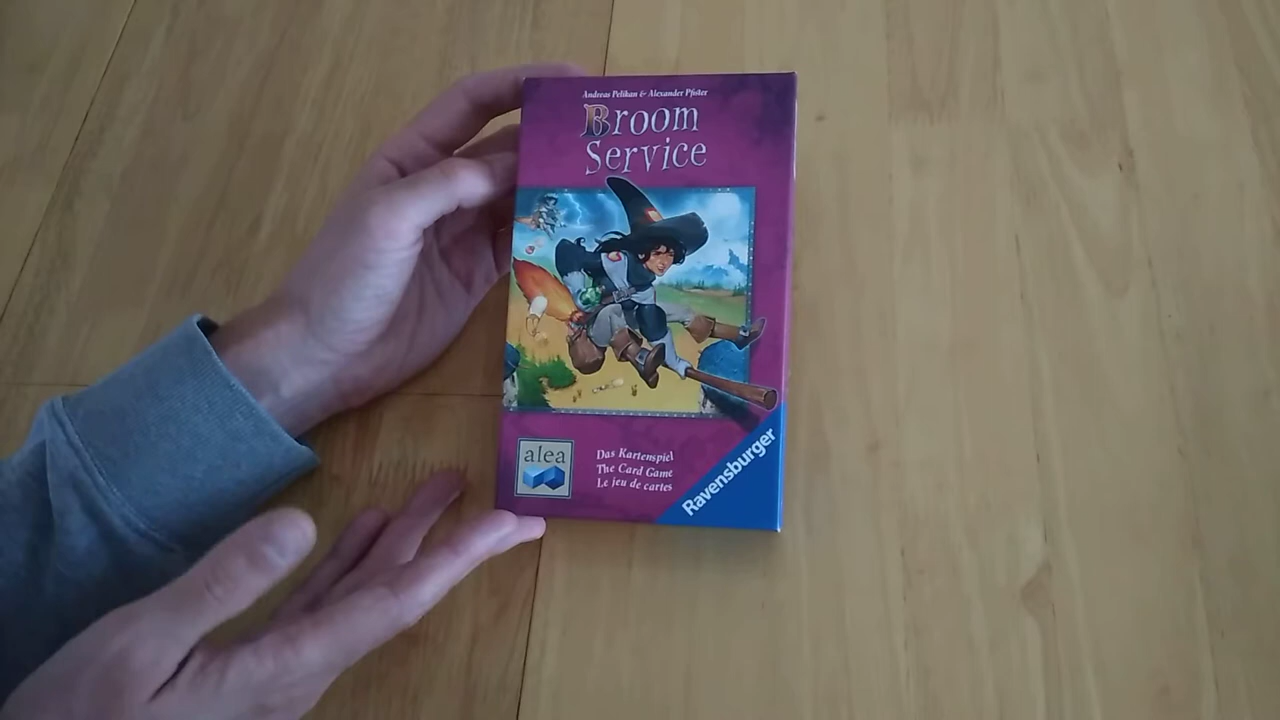 Andreas Pelikan & Alexander Pfister
Broom
Service
alea
Das Kartenspiel
The Card Game
Le jeu de cartes
Ravensburger